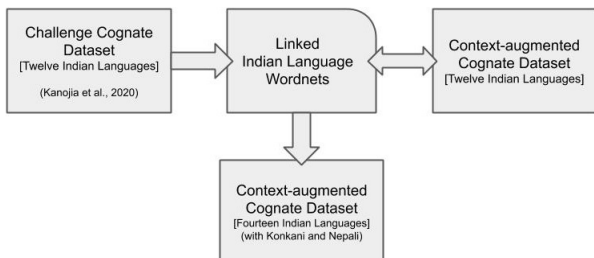 Challenge Cognate
Dataset
[Twelve Indian Languages]
(Kanojia et al., 2020)
Linked
Indian Language
Wordnets
Context-augmented
Cognate Dataset
[Twelve Indian Languages]
Context-augmented
Cognate Dataset
[Fourteen Indian Languages]
(with Konkani and Nepali)